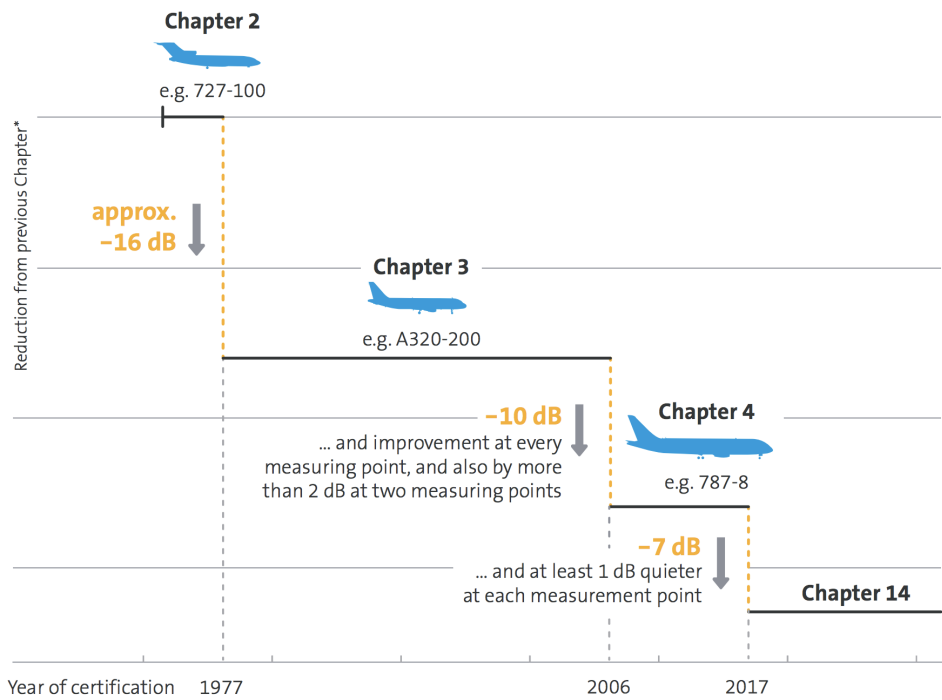 Chapter 2
e.g. 727-100
Reduction from previous Chapter*
approx.
−16 dB
Chapter 3
e.g. A320-200
−10 dB
... and improvement at every
measuring point, and also by more
than 2 dB at two measuring points
Chapter 4
e.g. 787-8
−7 dB
... and at least 1 dB quieter
at each measurement point
Chapter 14
Year of certification 1977 2006 2017